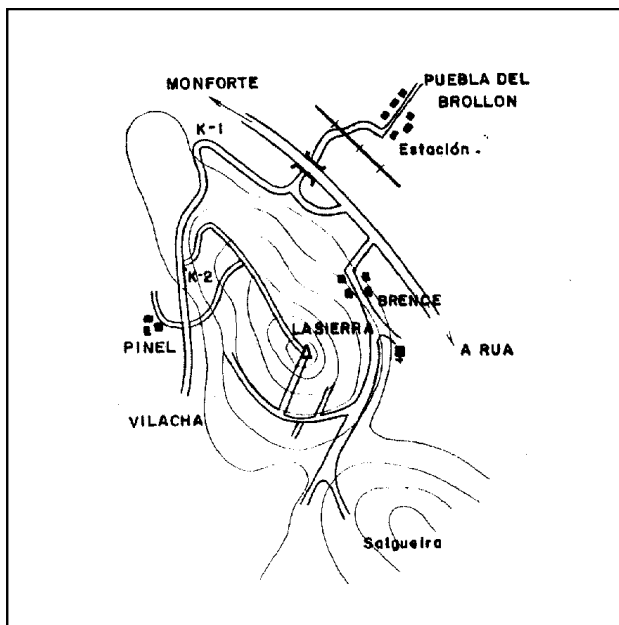 MONFORTE
PUEBLA DEL
BROLLON
K-1
Estación.
K-2
BRENCE
LASIERRA
PINEL
A RUA
VILACHA
Salgueira